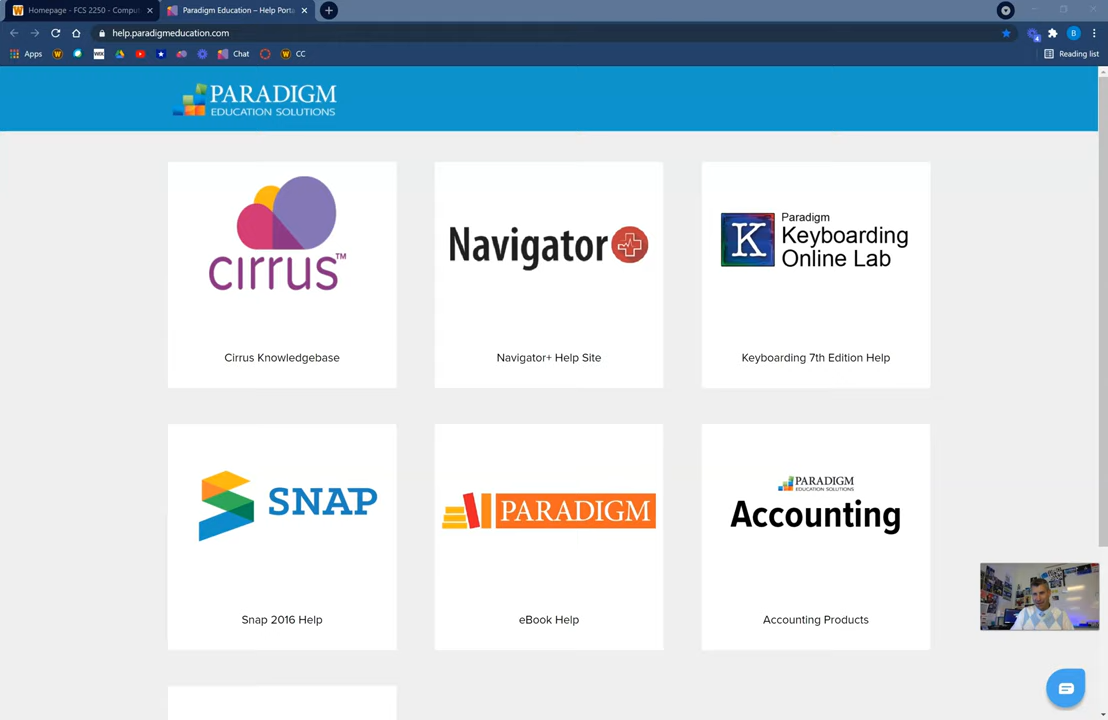 W Homepage - FCS 2250 - Comput
Paradigm Education – Help Porta
help.paradigmeducation.com
4
B
Apps
W
WIX
Chat
W
CC
Reading list
PARADIGM
EDUCATION SOLUTIONS
cirrus™
Navigator
K
Paradigm
Keyboarding
Online Lab
Cirrus Knowledgebase
Navigator+ Help Site
Keyboarding 7th Edition Help
SNAP
PARADIGM
PARADIGM
EDUCATION SOLUTIONS
Accounting
Snap 2016 Help
eBook Help
Accounting Products